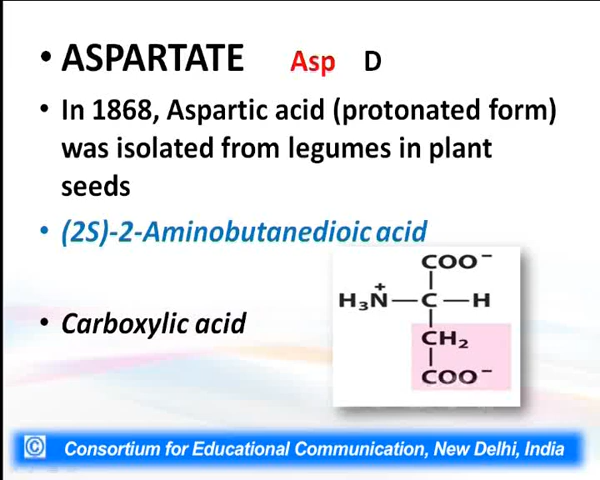 • ASPARTATE Asp D
• In 1868, Aspartic acid (protonated form)
was isolated from legumes in plant
seeds
• (2S)-2-Aminobutanedioic acid
COO⁻
H₃N⁺—C—H
• Carboxylic acid
CH₂
COO⁻
© Consortium for Educational Communication, New Delhi, India